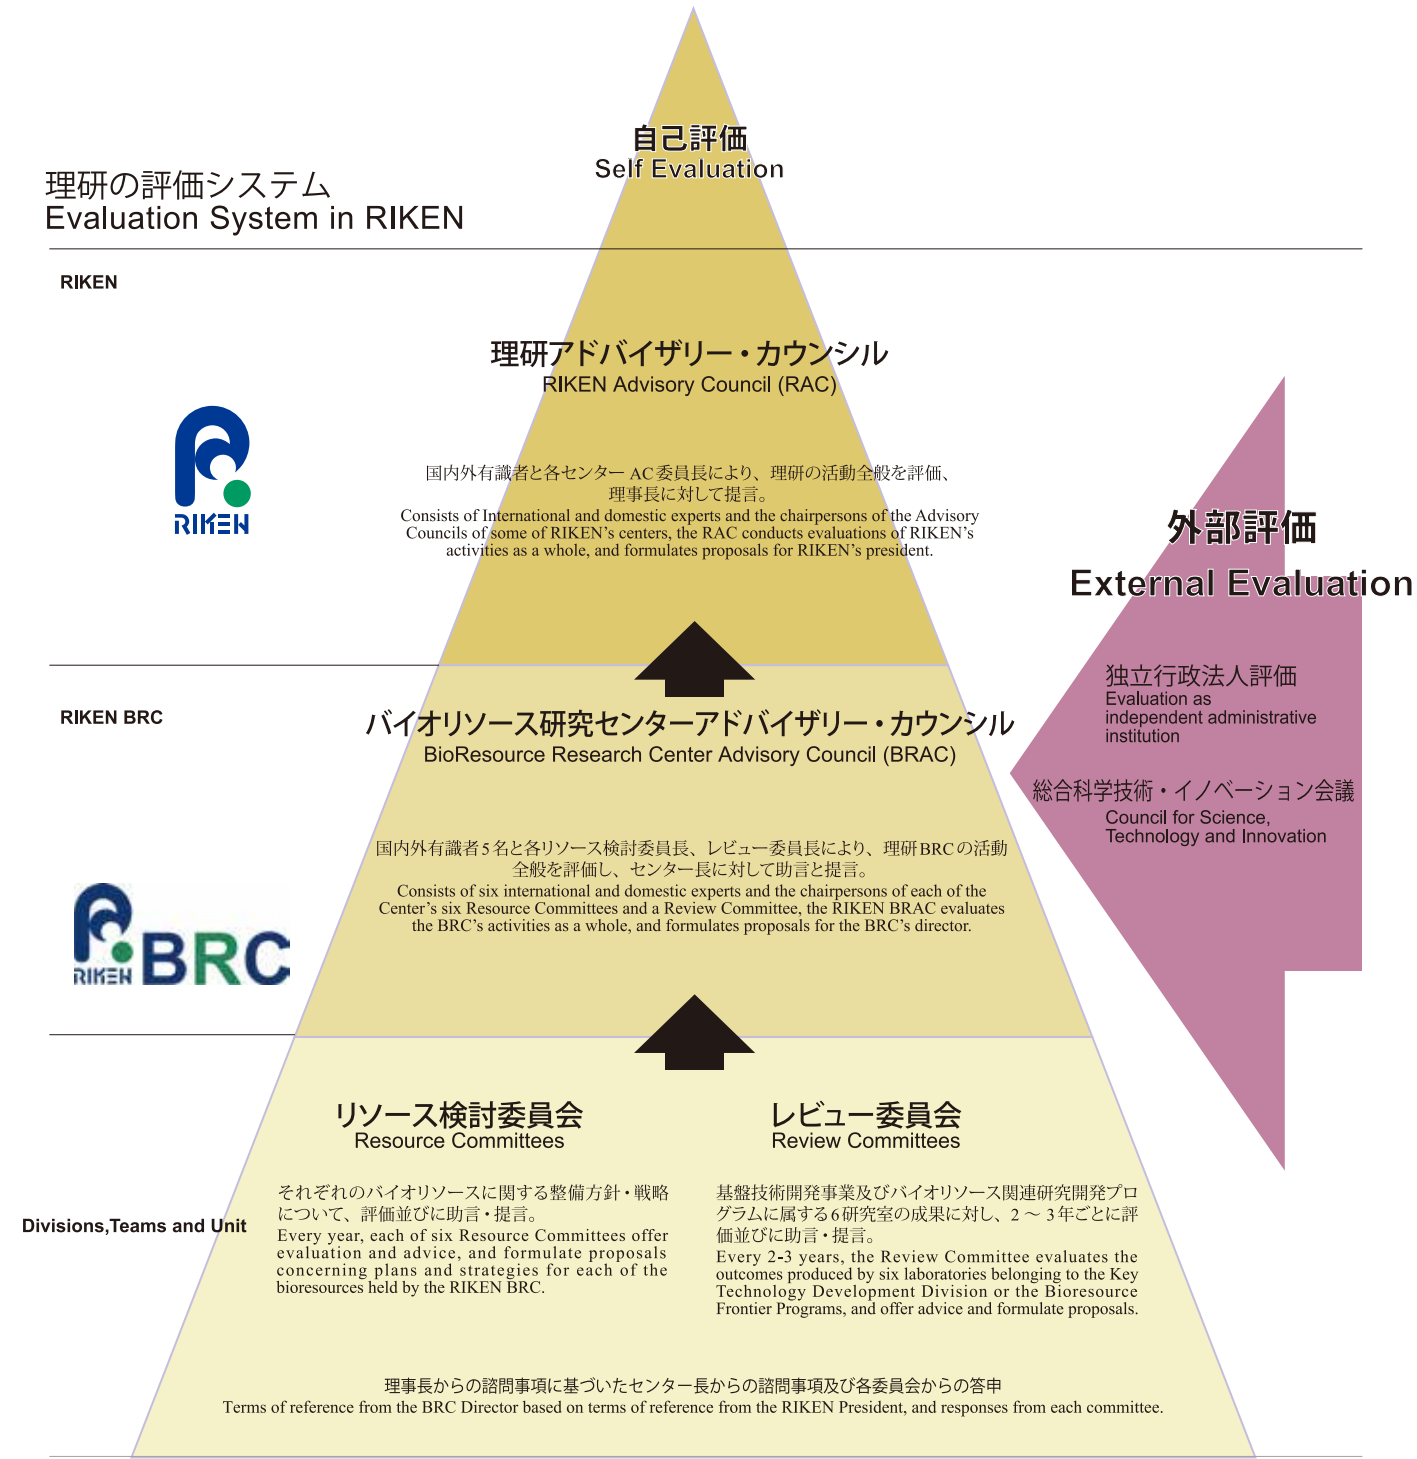 自己評価
Self Evaluation
理研の評価システム
Evaluation System in RIKEN
RIKEN
理研アドバイザリー・カウンシル
RIKEN Advisory Council (RAC)
RIKEN
国内外有識者と各センター AC委員長により、理研の活動全般を評価、
理事長に対して提言。
Consists of International and domestic experts and the chairpersons of the Advisory
Councils of some of RIKEN's centers, the RAC conducts evaluations of RIKEN's
activities as a whole, and formulates proposals for RIKEN's president.
外部評価
External Evaluation
独立行政法人評価
Evaluation as
independent administrative
institution
総合科学技術・イノベーション会議
Council for Science,
Technology and Innovation
RIKEN BRC
バイオリソース研究センターアドバイザリー・カウンシル
BioResource Research Center Advisory Council (BRAC)
国内外有識者5名と各リソース検討委員長、レビュー委員長により、理研BRCの活動
全般を評価し、センター長に対して助言と提言。
Consists of six international and domestic experts and the chairpersons of each of the
Center's six Resource Committees and a Review Committee, the RIKEN BRAC evaluates
the BRC's activities as a whole, and formulates proposals for the BRC's director.
RIKEN BRC
リソース検討委員会
Resource Committees
それぞれのバイオリソースに関する整備方針・戦略
について、評価並びに助言・提言。
Every year, each of six Resource Committees offer
evaluation and advice, and formulate proposals
concerning plans and strategies for each of the
bioresources held by the RIKEN BRC.
レビュー委員会
Review Committees
基盤技術開発事業及びバイオリソース関連研究開発プロ
グラムに属する6研究室の成果に対し、2～3年ごとに評
価並びに助言・提言。
Every 2-3 years, the Review Committee evaluates the
outcomes produced by six laboratories belonging to the Key
Technology Development Division or the Bioresource
Frontier Programs, and offer advice and formulate proposals.
Divisions,Teams and Unit
理事長からの諮問事項に基づいたセンター長からの諮問事項及び各委員会からの答申
Terms of reference from the BRC Director based on terms of reference from the RIKEN President, and responses from each committee.